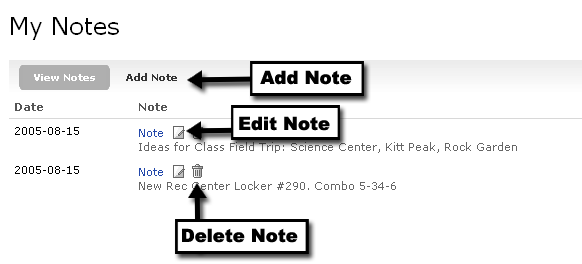 My Notes
View Notes Add Note Add Note
Date Note
Edit Note
2005-08-15 Note
Ideas for Class Field Trip: Science Center, Kitt Peak, Rock Garden
2005-08-15 Note
New Rec Center Locker #290. Combo 5-34-6
Delete Note